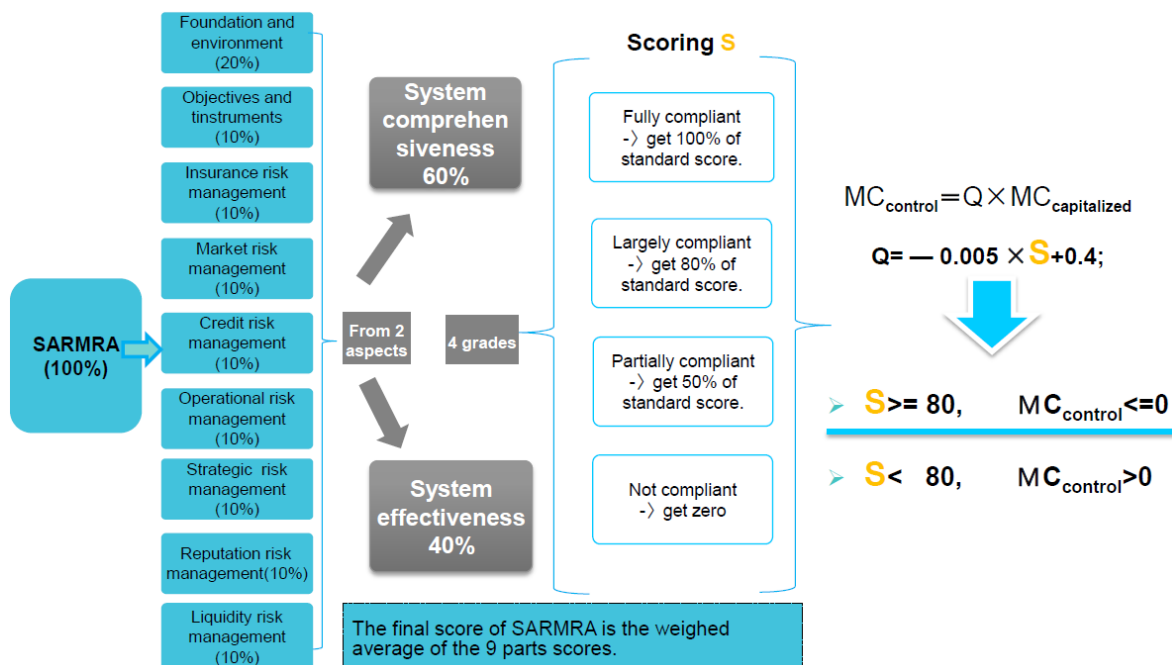 SARMRA
(100%)
Foundation and
environment
(20%)
Objectives and
tinstruments
(10%)
Insurance risk
management
(10%)
Market risk
management
(10%)
Credit risk
management
(10%)
Operational risk
management
(10%)
Strategic risk
management
(10%)
Reputation risk
management(10%)
Liquidity risk
management
(10%)
From 2
aspects
System
comprehen
siveness
60%
System
effectiveness
40%
4 grades
Scoring S
Fully compliant
-〉 get 100% of
standard score.
Largely compliant
-〉 get 80% of
standard score.
Partially compliant
-〉 get 50% of
standard score.
Not compliant
-〉 get zero
The final score of SARMRA is the weighed
average of the 9 parts scores.
MCcontrol=Q×MCcapitalized
Q= — 0.005 ×S+0.4;
S>= 80, MCcontrol<=0
S< 80, MCcontrol>0